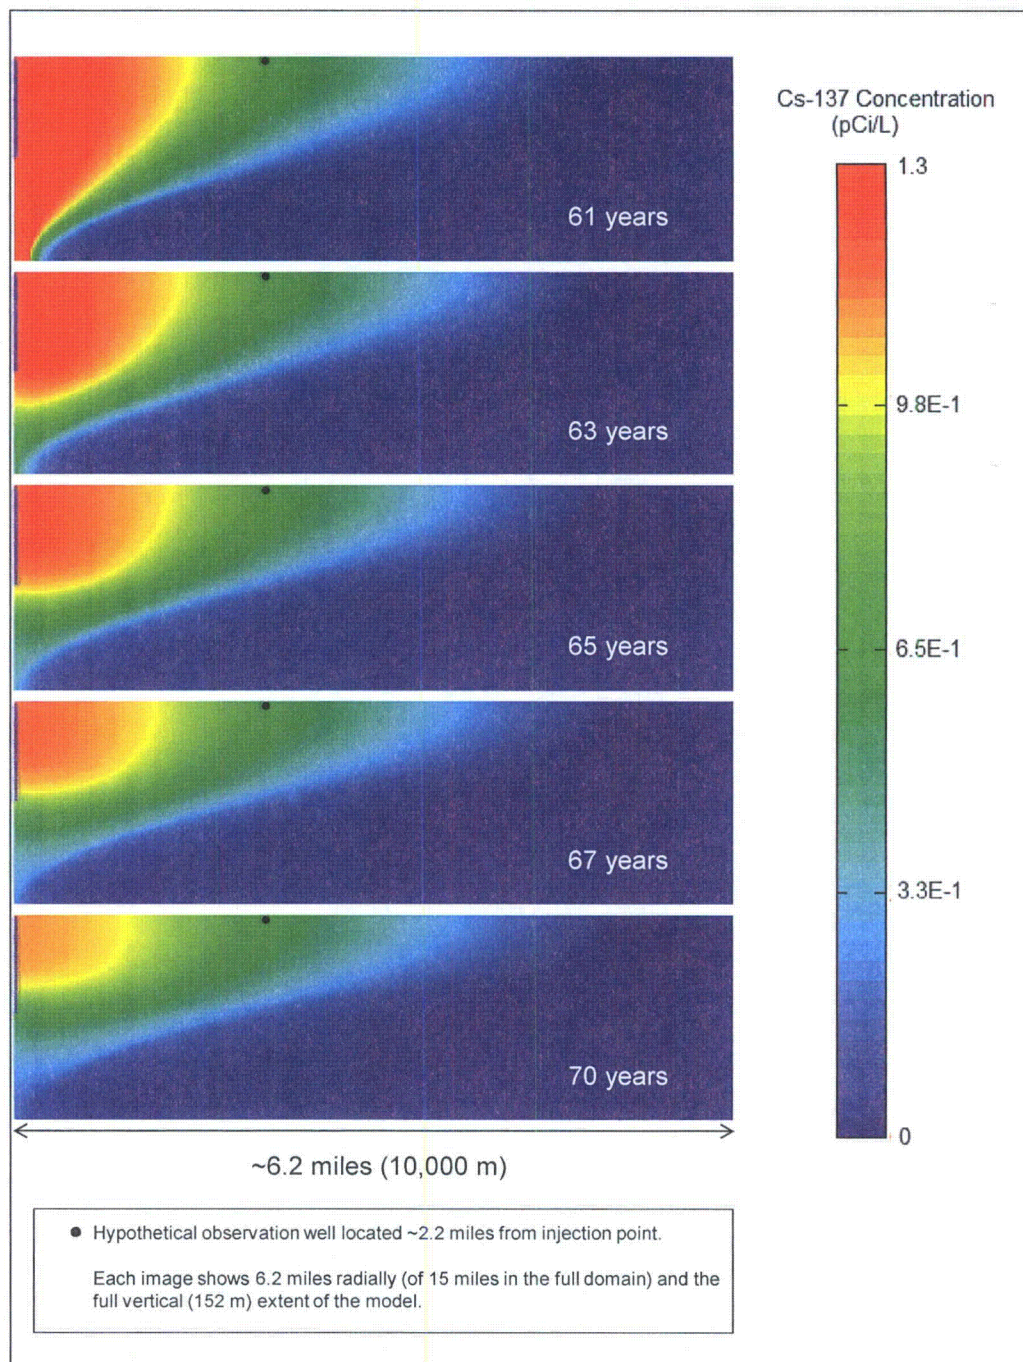 Cs-137 Concentration
(pCi/L)
1.3
9.8E-1
6.5E-1
3.3E-1
0
61 years
63 years
65 years
67 years
70 years
~6.2 miles (10,000 m)
Hypothetical observation well located ~2.2 miles from injection point.
Each image shows 6.2 miles radially (of 15 miles in the full domain) and the
full vertical (152 m) extent of the model.